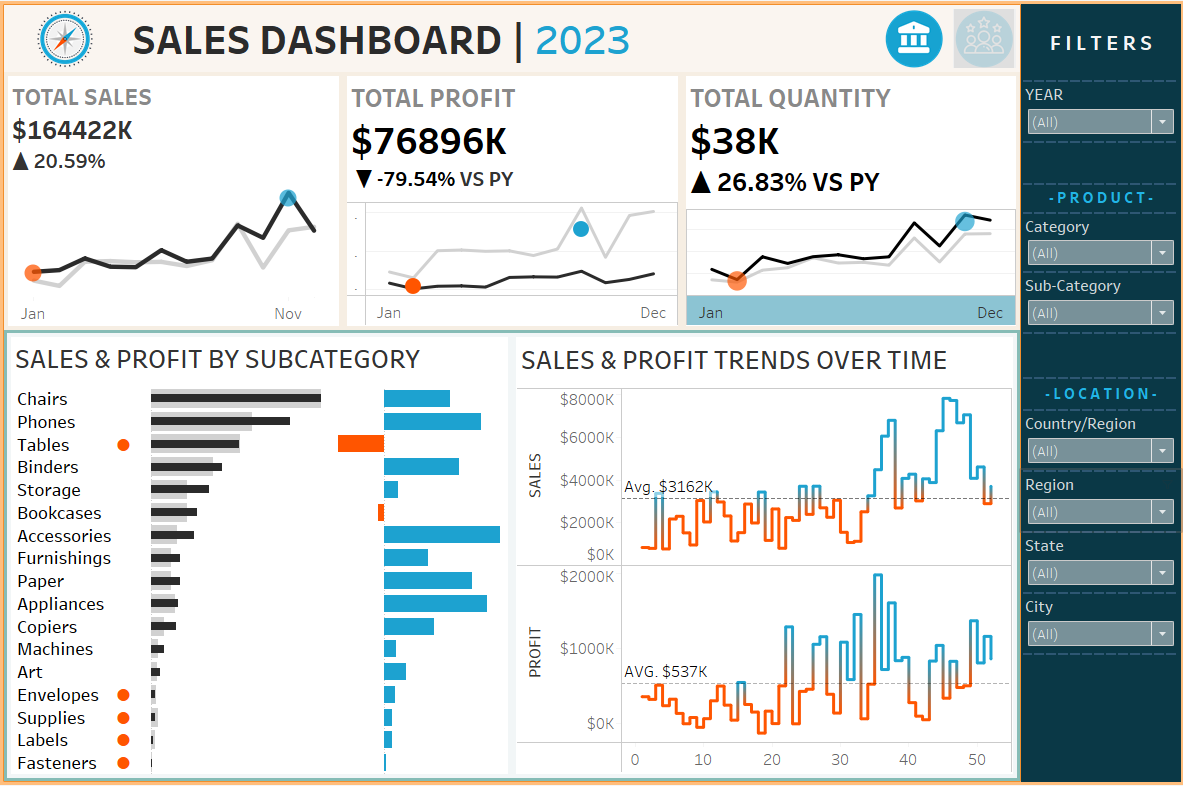 SALES DASHBOARD | 2023
TOTAL SALES
$164422K
▲ 20.59%
Jan
Nov
TOTAL PROFIT
$76896K
▼ -79.54% VS PY
Jan
Dec
TOTAL QUANTITY
$38K
▲ 26.83% VS PY
Jan
Dec
SALES & PROFIT BY SUBCATEGORY
Chairs
Phones
Tables
Binders
Storage
Bookcases
Accessories
Furnishings
Paper
Appliances
Copiers
Machines
Art
Envelopes
Supplies
Labels
Fasteners
SALES & PROFIT TRENDS OVER TIME
SALES
$8000K
$6000K
$4000K
$2000K
$0K
Avg. $3162K
PROFIT
$2000K
$1000K
$0K
AVG. $537K
0 10 20 30 40 50
FILTERS
YEAR
(All)
-PRODUCT-
Category
(All)
Sub-Category
(All)
-LOCATION-
Country/Region
(All)
Region
(All)
State
(All)
City
(All)